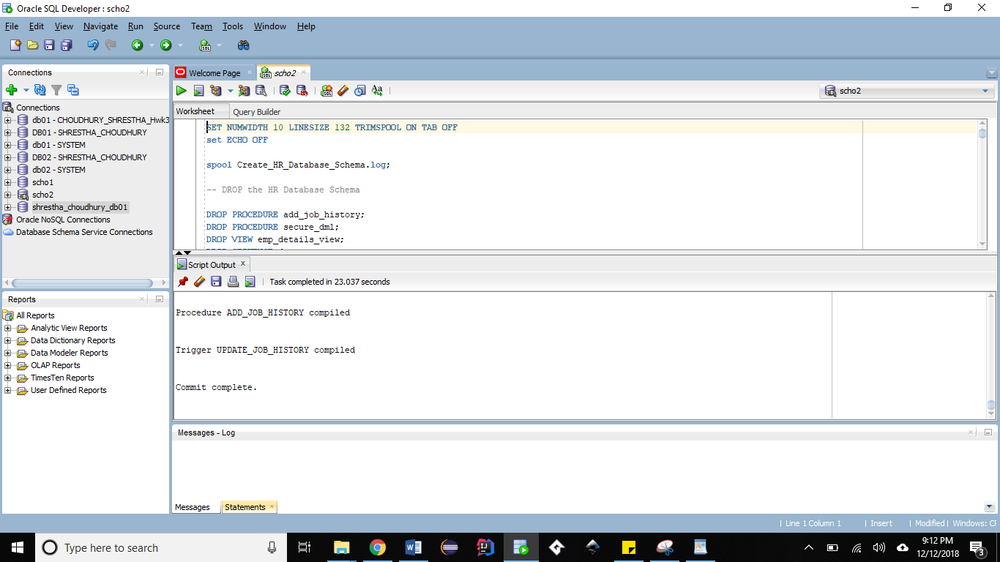 Oracle SQL Developer : scho2
File Edit View Navigate Run Source Team Tools Window Help
Connections
Connections
db01 - CHOUDHURY_SHRESTHA_Hwk3
DB01 - SHRESTHA_CHOUDHURY
db01 - SYSTEM
DB02 - SHRESTHA_CHOUDHURY
db02 - SYSTEM
scho1
scho2
shrestha_choudhury_db01
Oracle NoSQL Connections
Database Schema Service Connections
Reports
All Reports
Analytic View Reports
Data Dictionary Reports
Data Modeler Reports
OLAP Reports
TimesTen Reports
User Defined Reports
Welcome Page
scho2
scho2
Worksheet Query Builder
SET NUMWIDTH 10 LINESIZE 132 TRIMSPOOL ON TAB OFF
set ECHO OFF
spool Create_HR_Database_Schema.log;
-- DROP the HR Database Schema
DROP PROCEDURE add_job_history;
DROP PROCEDURE secure_dml;
DROP VIEW emp_details_view;
Script Output
Task completed in 23.037 seconds
Procedure ADD_JOB_HISTORY compiled
Trigger UPDATE_JOB_HISTORY compiled
Commit complete.
Messages - Log
Messages Statements
Line 1 Column 1 Insert Modified Windows:
Type here to search
9:12 PM
12/12/2018
3